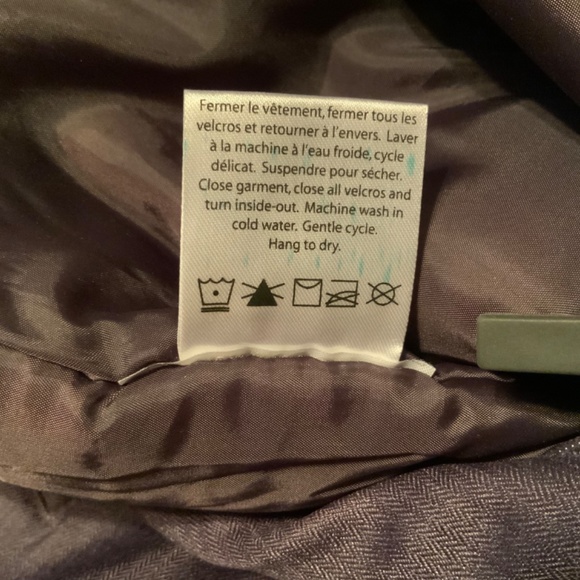 Fermer le vêtement, fermer tous les
velcros et retourner à l'envers. Laver
à la machine à l'eau froide, cycle
délicat. Suspendre pour sécher.
Close garment, close all velcros and
turn inside-out. Machine wash in
cold water. Gentle cycle.
Hang to dry.